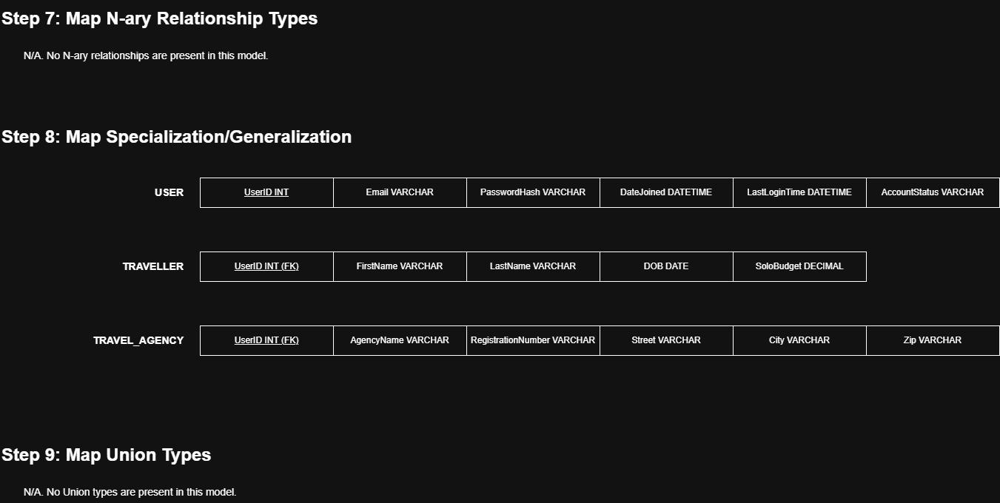 Step 7: Map N-ary Relationship Types
N/A. No N-ary relationships are present in this model.
Step 8: Map Specialization/Generalization
USER UserID INT Email VARCHAR PasswordHash VARCHAR DateJoined DATETIME LastLoginTime DATETIME AccountStatus VARCHAR
TRAVELLER UserID INT (FK) FirstName VARCHAR LastName VARCHAR DOB DATE SoloBudget DECIMAL
TRAVEL_AGENCY UserID INT (FK) AgencyName VARCHAR RegistrationNumber VARCHAR Street VARCHAR City VARCHAR Zip VARCHAR
Step 9: Map Union Types
N/A. No Union types are present in this model.